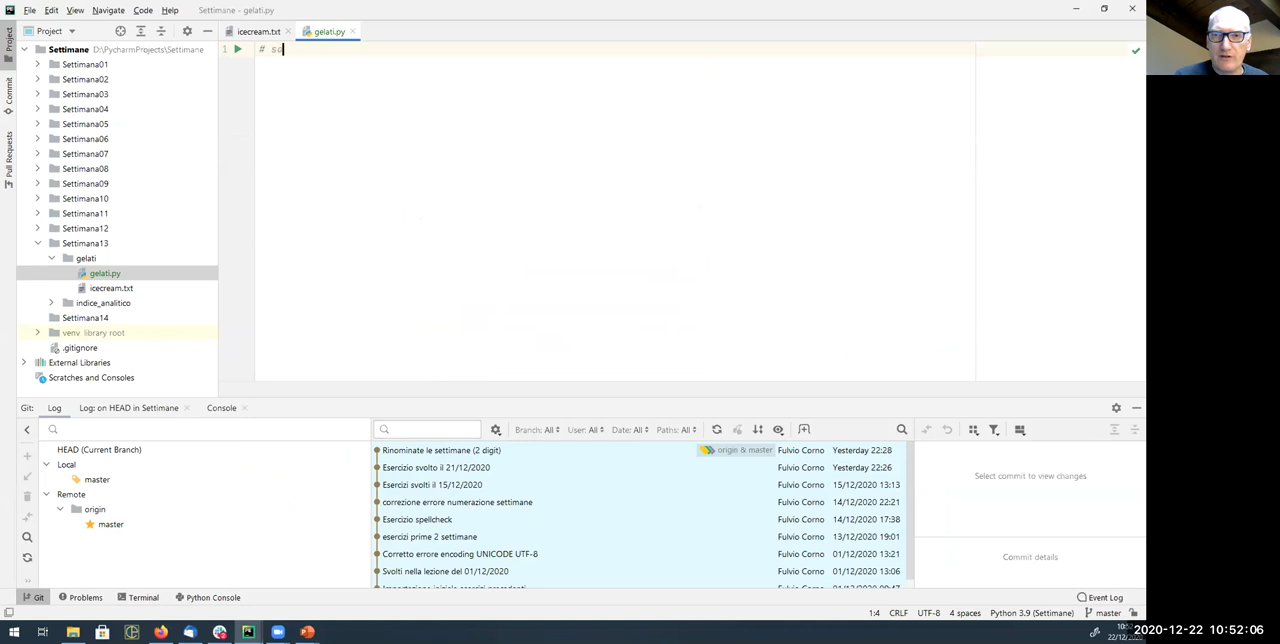 File Edit View Navigate Code Help Settimane - gelati.py
Project icecream.txt gelati.py
Settimane D:\PycharmProjects\Settimane
1 # so
Settimana01
Settimana02
Settimana03
Settimana04
Settimana05
Settimana06
Settimana07
Settimana08
Settimana09
Settimana10
Settimana11
Settimana12
Settimana13
gelati
gelati.py
icecream.txt
indice_analitico
Settimana14
venv library root
.gitignore
External Libraries
Scratches and Consoles
Project
Commit
Pull Requests
Git: Log Log: on HEAD in Settimane Console
Branch: All User: All Date: All Paths: All
HEAD (Current Branch)
Local
master
Remote
origin
master
Rinominate le settimane (2 digit) origin & master Fulvio Corno Yesterday 22:28
Esercizio svolto il 21/12/2020 Fulvio Corno Yesterday 22:26
Esercizi svolti il 15/12/2020 Fulvio Corno 15/12/2020 13:13
correzione errore numerazione settimane Fulvio Corno 14/12/2020 22:21
Esercizio spellcheck Fulvio Corno 14/12/2020 17:38
esercizi prime 2 settimane Fulvio Corno 13/12/2020 19:01
Corretto errore encoding UNICODE UTF-8 Fulvio Corno 01/12/2020 13:21
Svolti nella lezione del 01/12/2020 Fulvio Corno 01/12/2020 13:06
Select commit to view changes
Commit details
Git Problems Terminal Python Console Event Log
1:4 CRLF UTF-8 4 spaces Python 3.9 (Settimane) master
2020-12-22 10:52:06